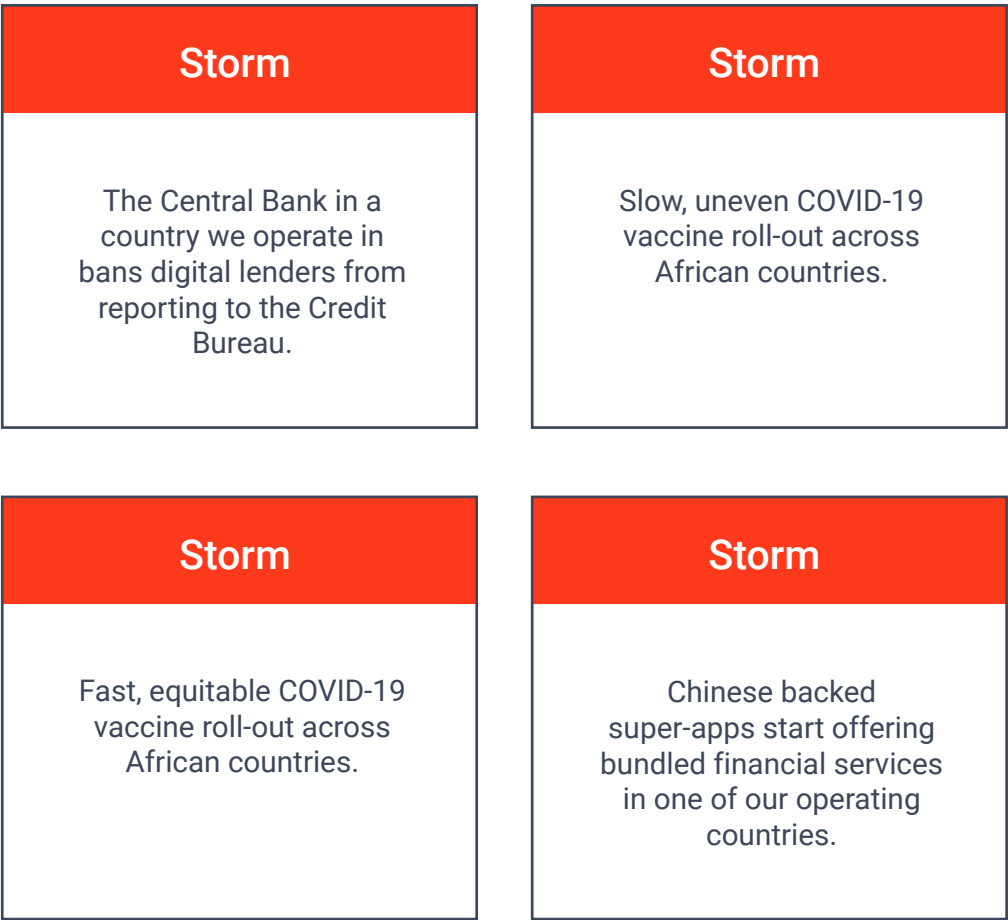 Storm
The Central Bank in a
country we operate in
bans digital lenders from
reporting to the Credit
Bureau.
Storm
Slow, uneven COVID-19
vaccine roll-out across
African countries.
Storm
Fast, equitable COVID-19
vaccine roll-out across
African countries.
Storm
Chinese backed
super-apps start offering
bundled financial services
in one of our operating
countries.